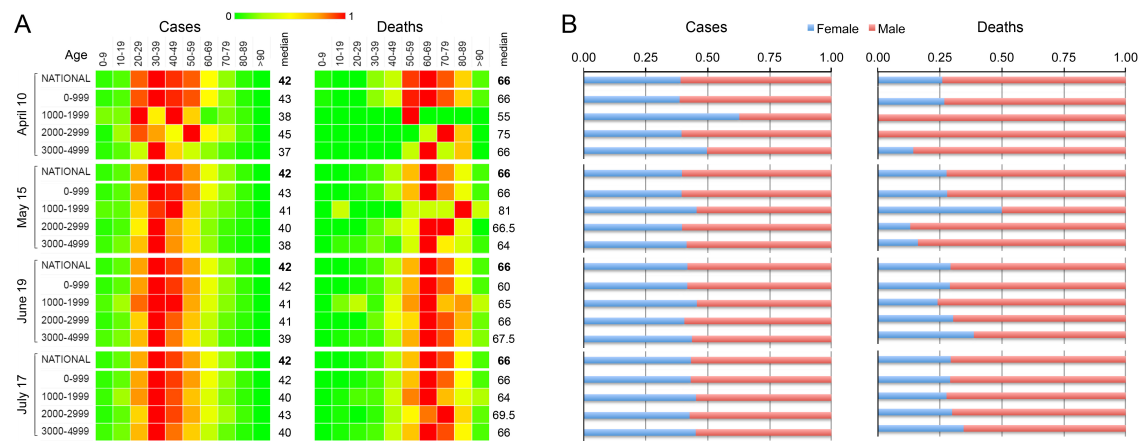 A
Cases
0
1
Deaths
Age
0-9
10-19
20-29
30-39
40-49
50-59
60-69
70-79
80-89
>90
median
0-9
10-19
20-29
30-39
40-49
50-59
60-69
70-79
80-89
>90
median
April 10
NATIONAL 42 66
0-999 43 66
1000-1999 38 55
2000-2999 45 75
3000-4999 37 66
May 15
NATIONAL 42 66
0-999 43 66
1000-1999 41 81
2000-2999 40 66.5
3000-4999 38 64
June 19
NATIONAL 42 66
0-999 42 60
1000-1999 41 65
2000-2999 41 66
3000-4999 39 67.5
July 17
NATIONAL 42 66
0-999 42 66
1000-1999 40 64
2000-2999 43 69.5
3000-4999 40 66
B
Cases
Female Male
Deaths
0.00 0.25 0.50 0.75 1.00
0.00 0.25 0.50 0.75 1.00